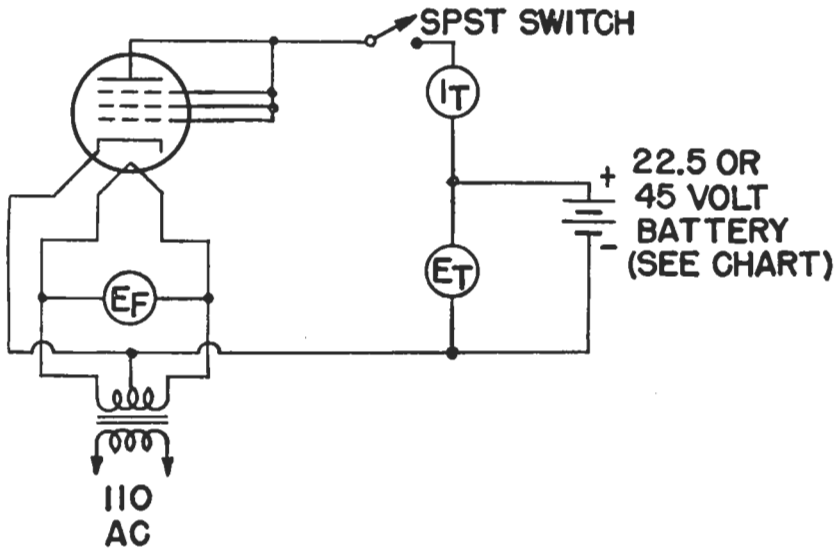 SPST SWITCH
IT
+
22.5 OR
45 VOLT
BATTERY
(SEE CHART)
-
ET
EF
110
AC